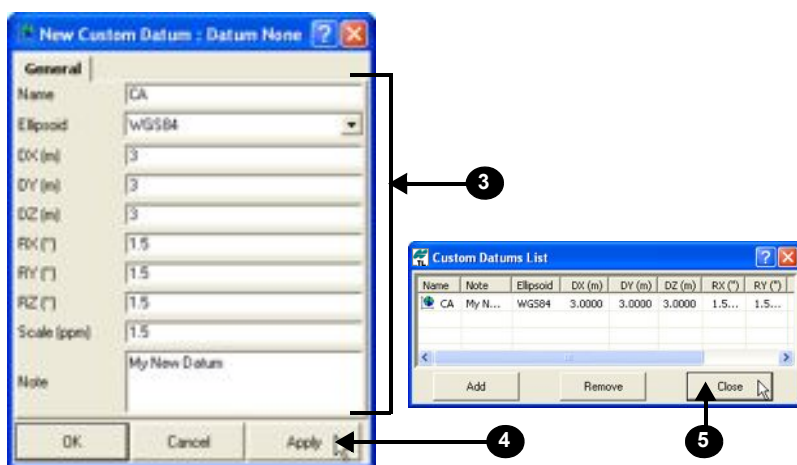 New Custom Datum : Datum None
General
Name CA
Ellipsoid WGS84
DX (m) 3
DY (m) 3
DZ (m) 3
RX (") 1.5
RY (") 1.5
RZ (") 1.5
Scale (ppm) 1.5
Note My New Datum
OK Cancel Apply
3
4
TL Custom Datums List
Name Note Ellipsoid DX (m) DY (m) DZ (m) RX (") RY (")
CA My N... WGS84 3.0000 3.0000 3.0000 1.5... 1.5...
Add Remove Close
5